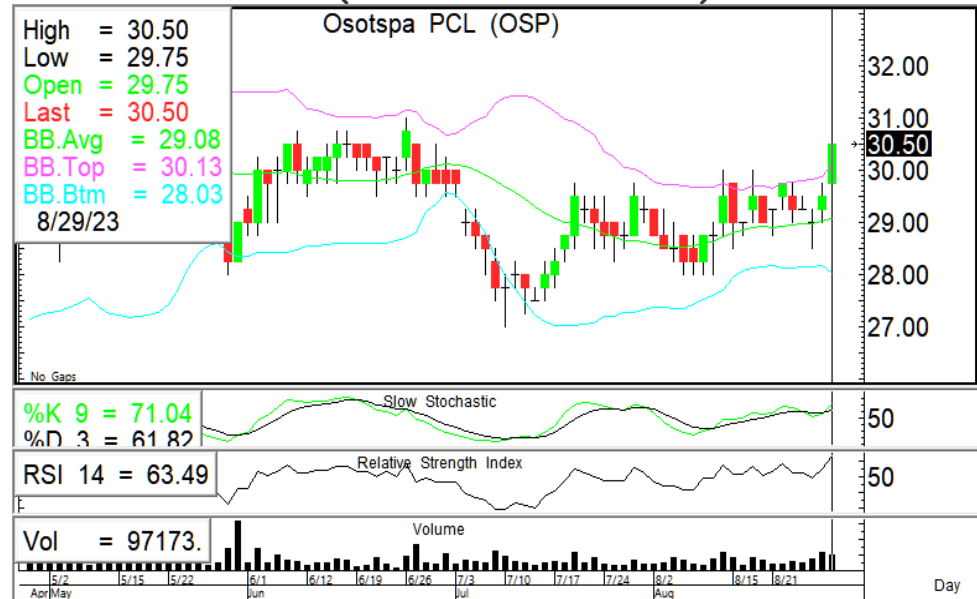 Osotspa PCL (OSP)
High = 30.50
Low = 29.75
Open = 29.75
Last = 30.50
BB.Avg = 29.08
BB.Top = 30.13
BB.Btm = 28.03
8/29/23
32.00
31.00
30.50
30.00
29.00
28.00
27.00
No Gaps
Slow Stochastic
%K 9 = 71.04
%D 3 = 61.82
50
Relative Strength Index
RSI 14 = 63.49
50
Volume
Vol = 97173.
5/2 5/15 5/22 6/1 6/12 6/19 6/26 7/3 7/10 7/17 7/24 8/2 8/15 8/21
Apr May Jun Jul Aug
Day